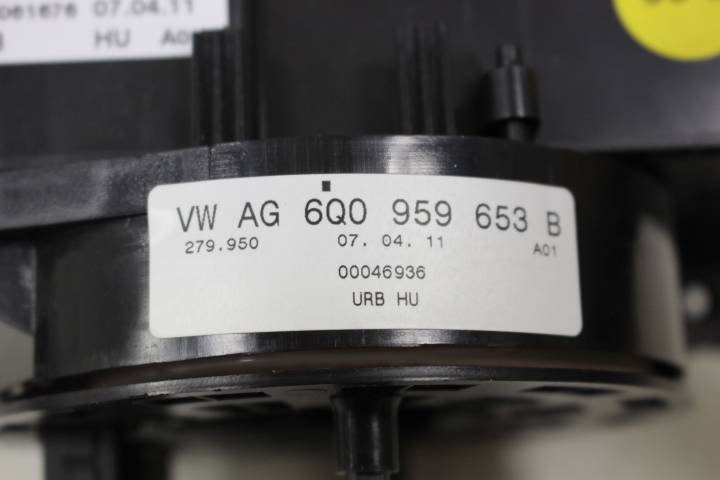 07.04.11
HU
VW AG 6Q0 959 653 B
279.950 07. 04. 11 A01
00046936
URB HU